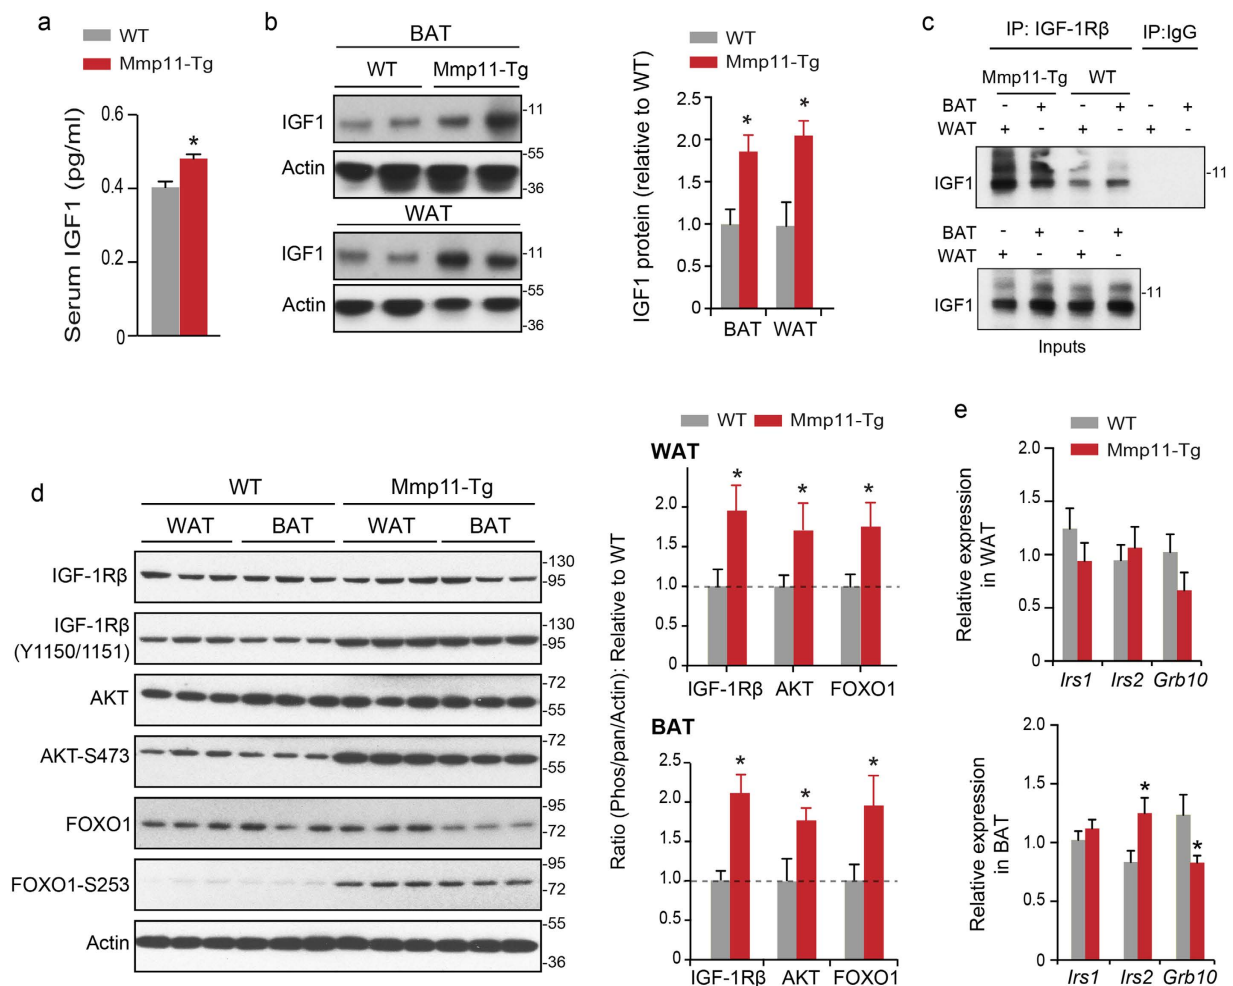 a
WT
Mmp11-Tg
Serum IGF1 (pg/ml)
0.6
0.4
0.2
0
*
b
BAT
WT Mmp11-Tg
IGF1
-11
Actin
-55
-36
WAT
IGF1
-11
Actin
-55
-36
WT
Mmp11-Tg
IGF1 protein (relative to WT)
2.5
2.0
1.5
1.0
0.5
0
* *
BAT WAT
c
IP: IGF-1Rβ IP:IgG
Mmp11-Tg WT
BAT - + - + - +
WAT + - + - + -
IGF1
-11
BAT - + - +
WAT + - + -
IGF1
-11
Inputs
d
WT Mmp11-Tg
WAT BAT WAT BAT
IGF-1Rβ
-130
-95
IGF-1Rβ
(Y1150/1151)
-130
-95
AKT
-72
-55
AKT-S473
-72
-55
FOXO1
-95
-72
FOXO1-S253
-95
-72
Actin
-55
-36
WT Mmp11-Tg
Ratio (Phos/pan/Actin): Relative to WT
WAT
2.0
1.5
1.0
0.5
0
* * *
IGF-1Rβ AKT FOXO1
BAT
2.5
2.0
1.5
1.0
0.5
0
* * *
IGF-1Rβ AKT FOXO1
e
WT
Mmp11-Tg
Relative expression
in WAT
2.0
1.5
1.0
0.5
0
Irs1 Irs2 Grb10
Relative expression
in BAT
2.0
1.5
1.0
0.5
0
* *
Irs1 Irs2 Grb10